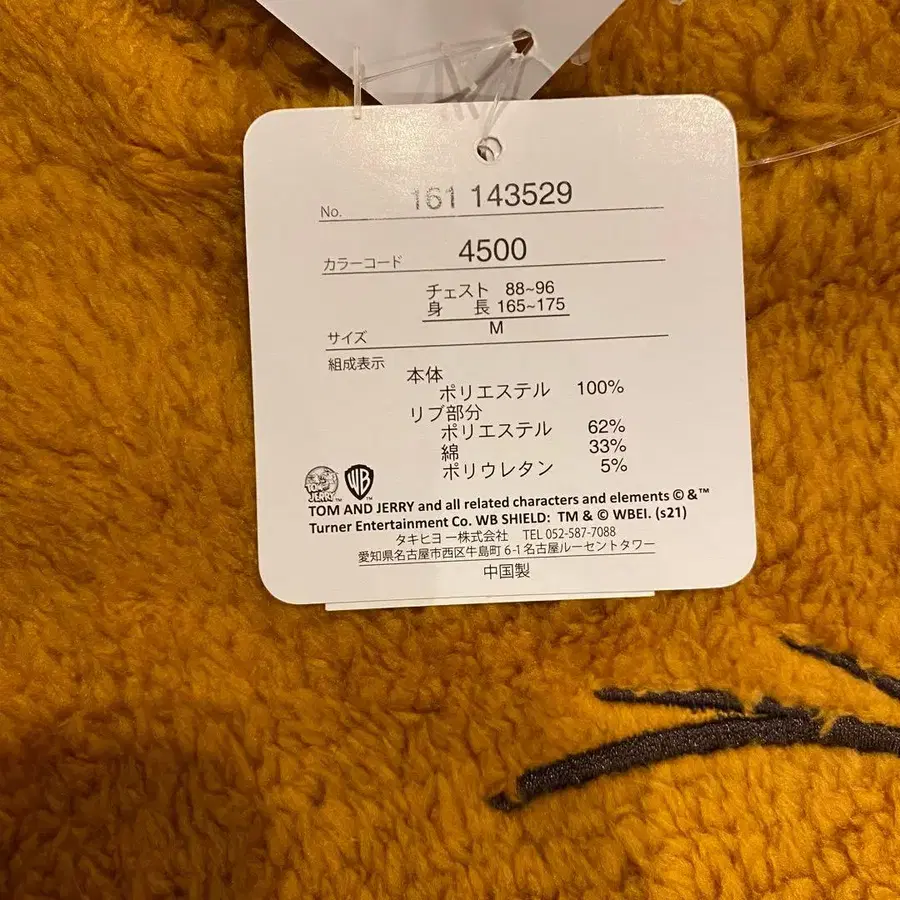 No. 161 143529
カラーコード 4500
チェスト 88~96
身 長 165~175
サイズ M
組成表示
本体
ポリエステル 100%
リブ部分
ポリエステル 62%
綿 33%
ポリウレタン 5%
TOM AND JERRY TM WB TM
TOM AND JERRY and all related characters and elements © &™
Turner Entertainment Co. WB SHIELD: TM & © WBEI. (s21)
タキヒヨー株式会社 TEL 052-587-7088
愛知県名古屋市西区牛島町6-1名古屋ルーセントタワー
中国製